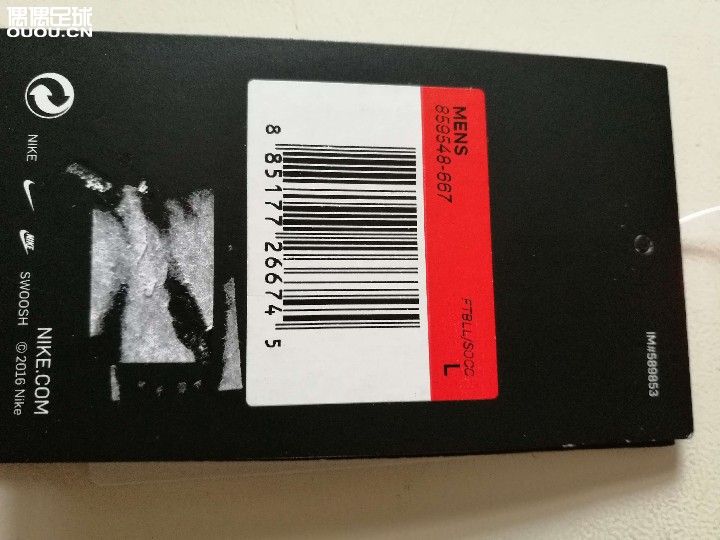 偶偶足球
OUOU.CN
MENS
859548-667
FTBLL/SOCC
L
8 85177 26674 5
NIKE
NIKE
SWOOSH
NIKE.COM
© 2016 Nike
IM#589853